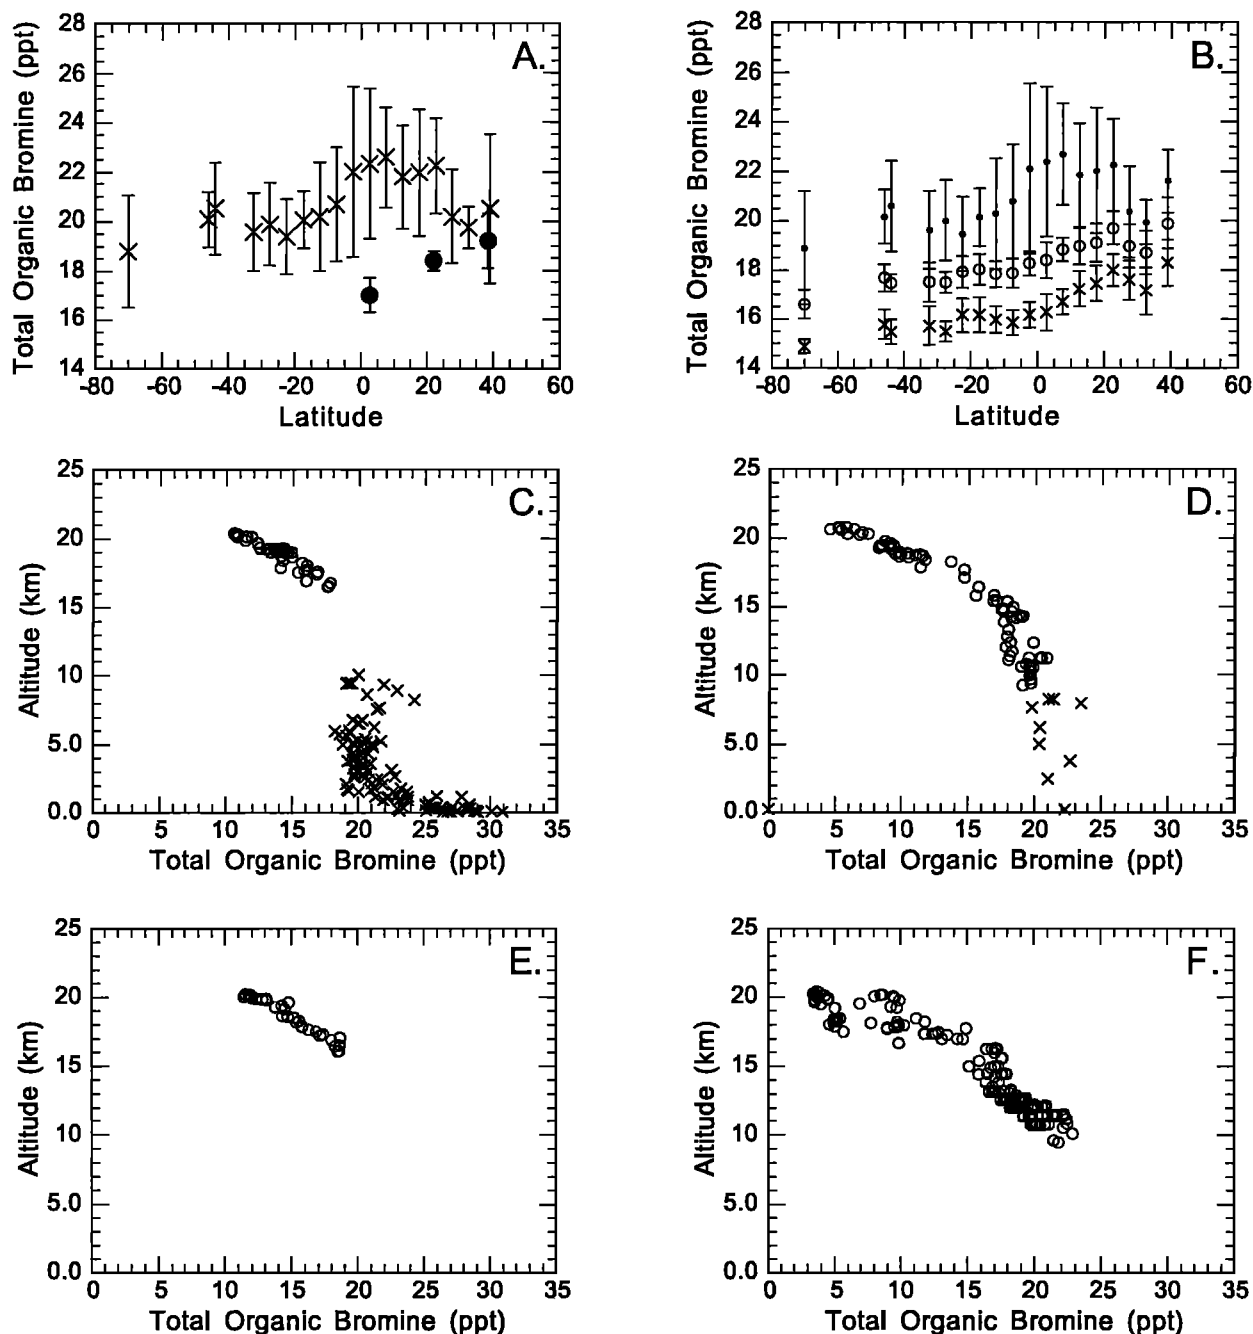 A.
Total Organic Bromine (ppt)
28
26
24
22
20
18
16
14
-80 -60 -40 -20 0 20 40 60
Latitude
B.
Total Organic Bromine (ppt)
28
26
24
22
20
18
16
14
-80 -60 -40 -20 0 20 40 60
Latitude
C.
Altitude (km)
25
20
15
10
5.0
0.0
0 5 10 15 20 25 30 35
Total Organic Bromine (ppt)
D.
Altitude (km)
25
20
15
10
5.0
0.0
0 5 10 15 20 25 30 35
Total Organic Bromine (ppt)
E.
Altitude (km)
25
20
15
10
5.0
0.0
0 5 10 15 20 25 30 35
Total Organic Bromine (ppt)
F.
Altitude (km)
25
20
15
10
5.0
0.0
0 5 10 15 20 25 30 35
Total Organic Bromine (ppt)